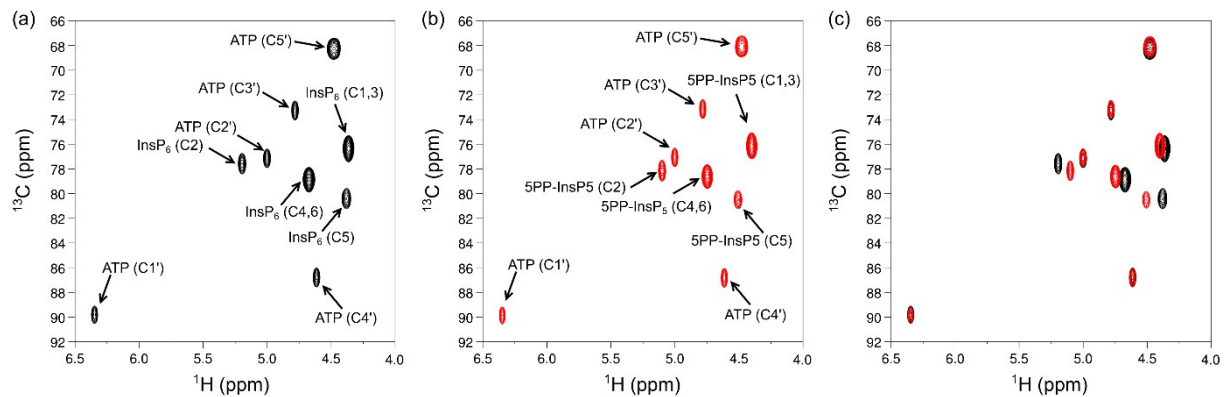 (a)
66
68
70
72
74
76
78
80
82
84
86
88
90
92
¹³C (ppm)
6.5
6.0
5.5
5.0
4.5
4.0
¹H (ppm)
ATP (C5')
ATP (C3')
InsP₆ (C1,3)
ATP (C2')
InsP₆ (C2)
InsP₆ (C4,6)
InsP₆ (C5)
ATP (C1')
ATP (C4')
(b)
66
68
70
72
74
76
78
80
82
84
86
88
90
92
¹³C (ppm)
6.5
6.0
5.5
5.0
4.5
4.0
¹H (ppm)
ATP (C5')
ATP (C3')
5PP-InsP5 (C1,3)
ATP (C2')
5PP-InsP5 (C2)
5PP-InsP₅ (C4,6)
5PP-InsP5 (C5)
ATP (C1')
ATP (C4')
(c)
66
68
70
72
74
76
78
80
82
84
86
88
90
92
¹³C (ppm)
6.5
6.0
5.5
5.0
4.5
4.0
¹H (ppm)